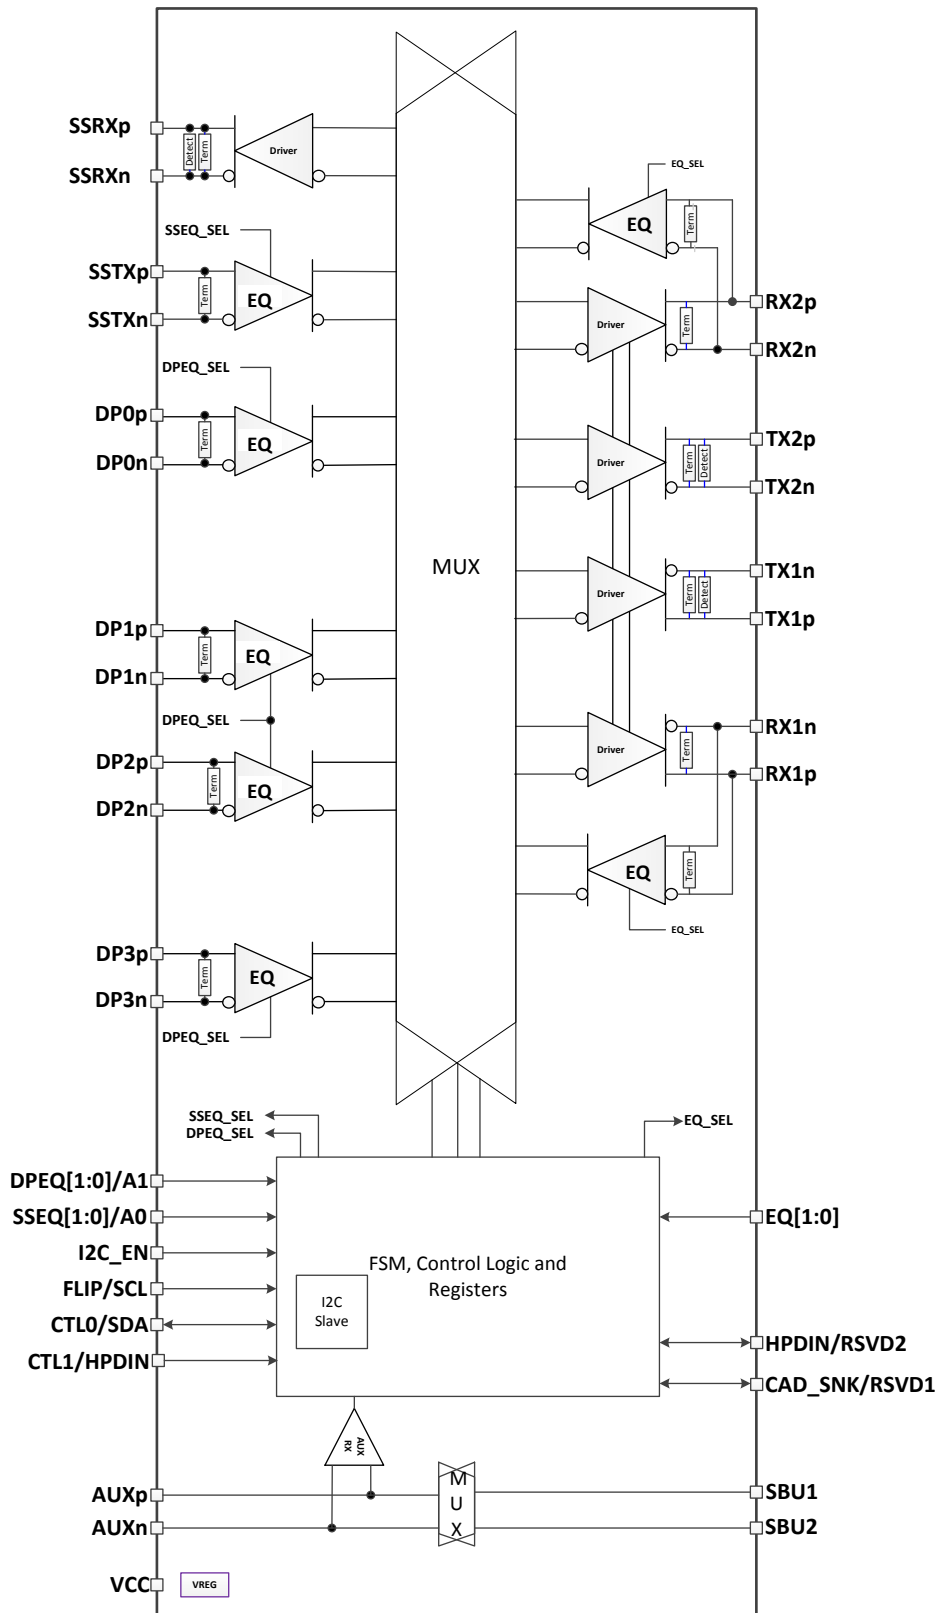 SSRXp
Detect
Term
Driver
SSRXn
EQ_SEL
SSEQ_SEL
EQ
Term
SSTXp
Term
EQ
SSTXn
RX2p
Driver
Term
RX2n
DPEQ_SEL
DP0p
Term
EQ
DP0n
TX2p
Driver
Term
Detect
TX2n
MUX
TX1n
Driver
Term
Detect
TX1p
DP1p
Term
EQ
DP1n
DPEQ_SEL
RX1n
Driver
Term
RX1p
DP2p
Term
EQ
DP2n
EQ
Term
EQ_SEL
DP3p
Term
EQ
DP3n
DPEQ_SEL
SSEQ_SEL
DPEQ_SEL
EQ_SEL
DPEQ[1:0]/A1
SSEQ[1:0]/A0
EQ[1:0]
I2C_EN
FSM, Control Logic and
Registers
FLIP/SCL
I2C
Slave
CTL0/SDA
HPDIN/RSVD2
CTL1/HPDIN
CAD_SNK/RSVD1
AUX
RX
AUXp
M
U
X
SBU1
AUXn
SBU2
VCC
VREG